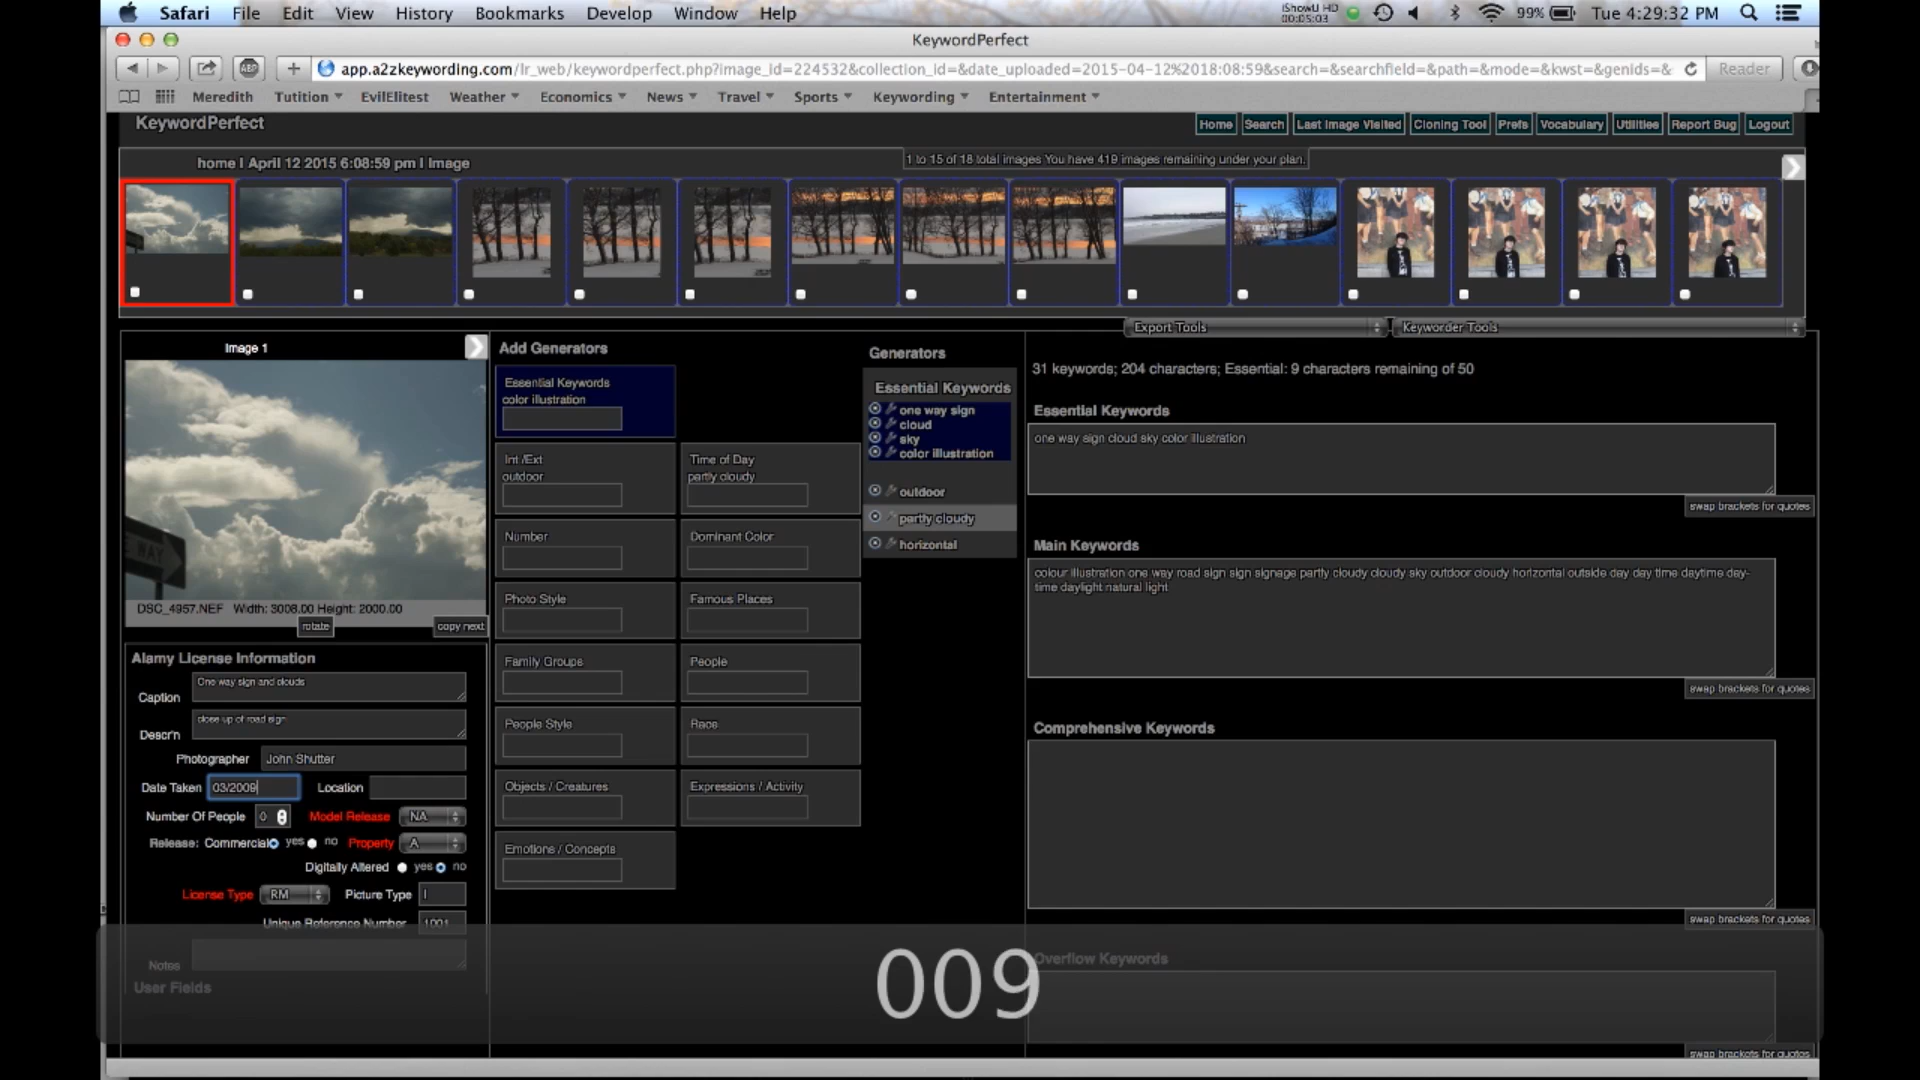 Safari File Edit View History Bookmarks Develop Window Help iShowU HD 00:05:03 99% Tue 4:29:32 PM
KeywordPerfect
app.a2zkeywording.com/lr_web/keywordperfect.php?image_id=224532&collection_id=&date_uploaded=2015-04-12%2018:08:59&search=&searchfield=&path=&mode=&kwst=&genids=& Reader
Meredith Tutition EvilElitest Weather Economics News Travel Sports Keywording Entertainment
KeywordPerfect Home Search Last Image Visited Cloning Tool Prefs Vocabulary Utilities Report Bug Logout
home | April 12 2015 6:08:59 pm | Image 1 to 15 of 18 total images You have 419 images remaining under your plan.
Export Tools Keyworder Tools
Image 1
WAY
DSC_4957.NEF Width: 3008.00 Height: 2000.00
rotate copy next
Alamy License Information
Caption One way sign and clouds
Descr'n close up of road sign
Photographer John Shutter
Date Taken 03/2009 Location
Number Of People 0 Model Release NA
Release: Commercial yes no Property A
Digitally Altered yes no
License Type RM Picture Type I
Unique Reference Number 1001
Notes
User Fields
Add Generators
Essential Keywords
color illustration
Int /Ext Time of Day
outdoor partly cloudy
Number Dominant Color
Photo Style Famous Places
Family Groups People
People Style Race
Objects / Creatures Expressions / Activity
Emotions / Concepts
Generators
Essential Keywords
one way sign
cloud
sky
color illustration
outdoor
partly cloudy
horizontal
31 keywords; 204 characters; Essential: 9 characters remaining of 50
Essential Keywords
one way sign cloud sky color illustration
swap brackets for quotes
Main Keywords
colour illustration one way road sign sign signage partly cloudy cloudy sky outdoor cloudy horizontal outside day day time daytime day-
time daylight natural light
swap brackets for quotes
Comprehensive Keywords
swap brackets for quotes
Overflow Keywords
swap brackets for quotes
009